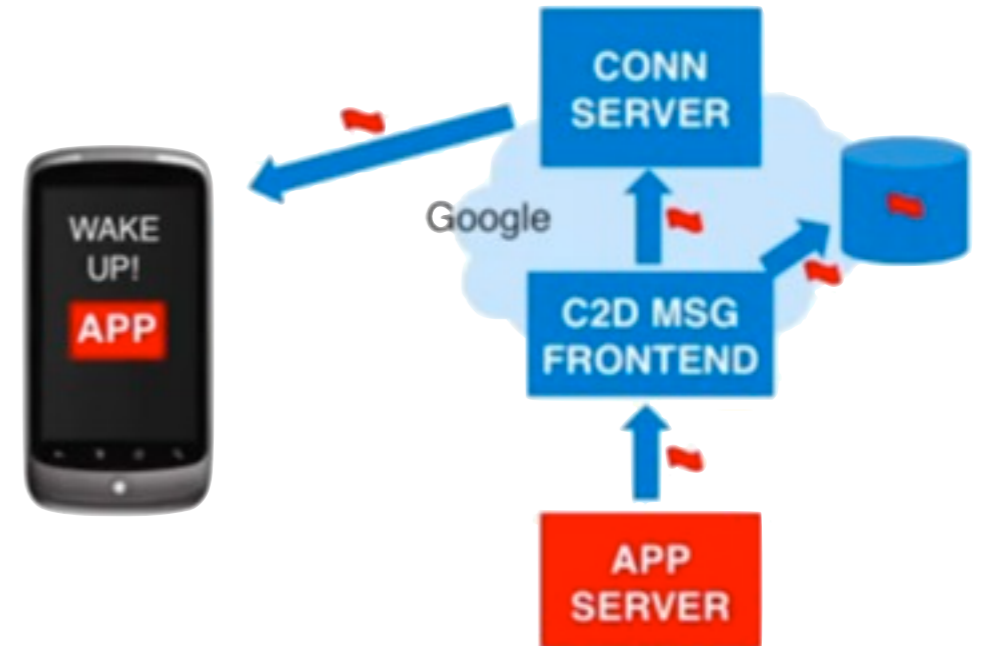 CONN
SERVER
Google
WAKE
UP!
APP
C2D MSG
FRONTEND
APP
SERVER